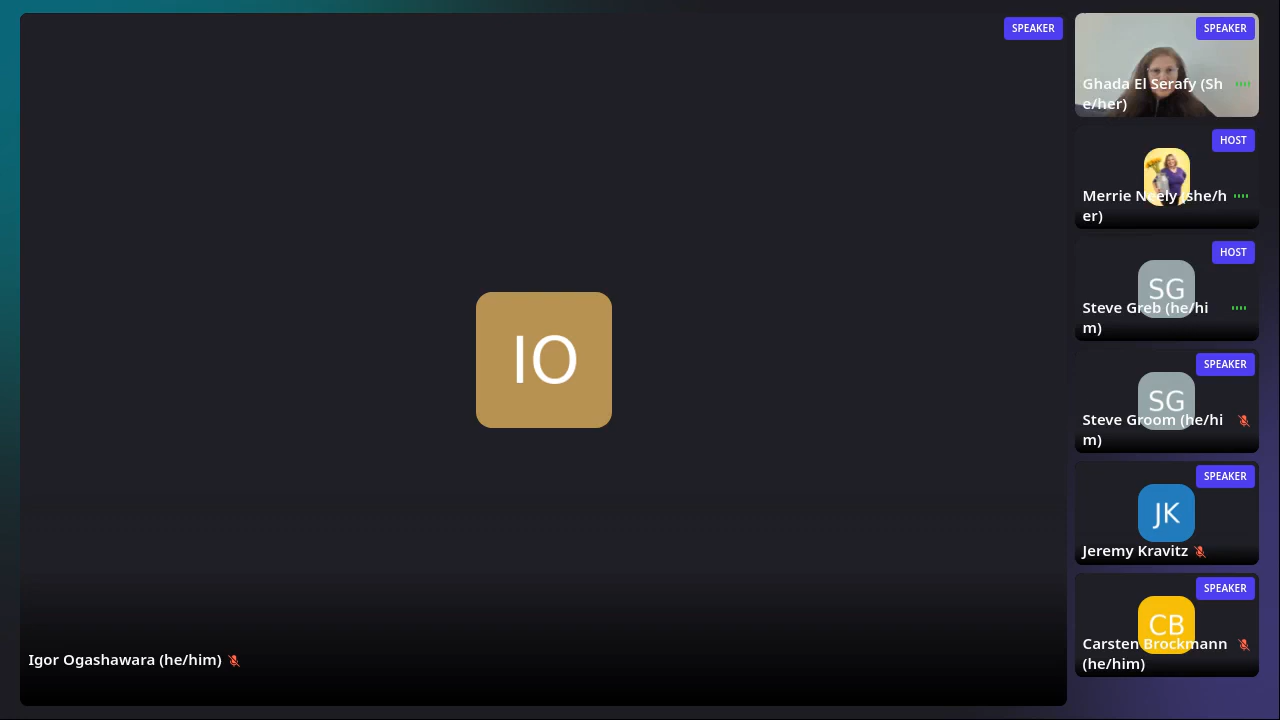 SPEAKER
IO
Igor Ogashawara (he/him)
SPEAKER
Ghada El Serafy (Sh
e/her)
HOST
Merrie Neely (she/h
er)
HOST
SG
Steve Greb (he/hi
m)
SPEAKER
SG
Steve Groom (he/hi
m)
SPEAKER
JK
Jeremy Kravitz
SPEAKER
CB
Carsten Brockmann
(he/him)